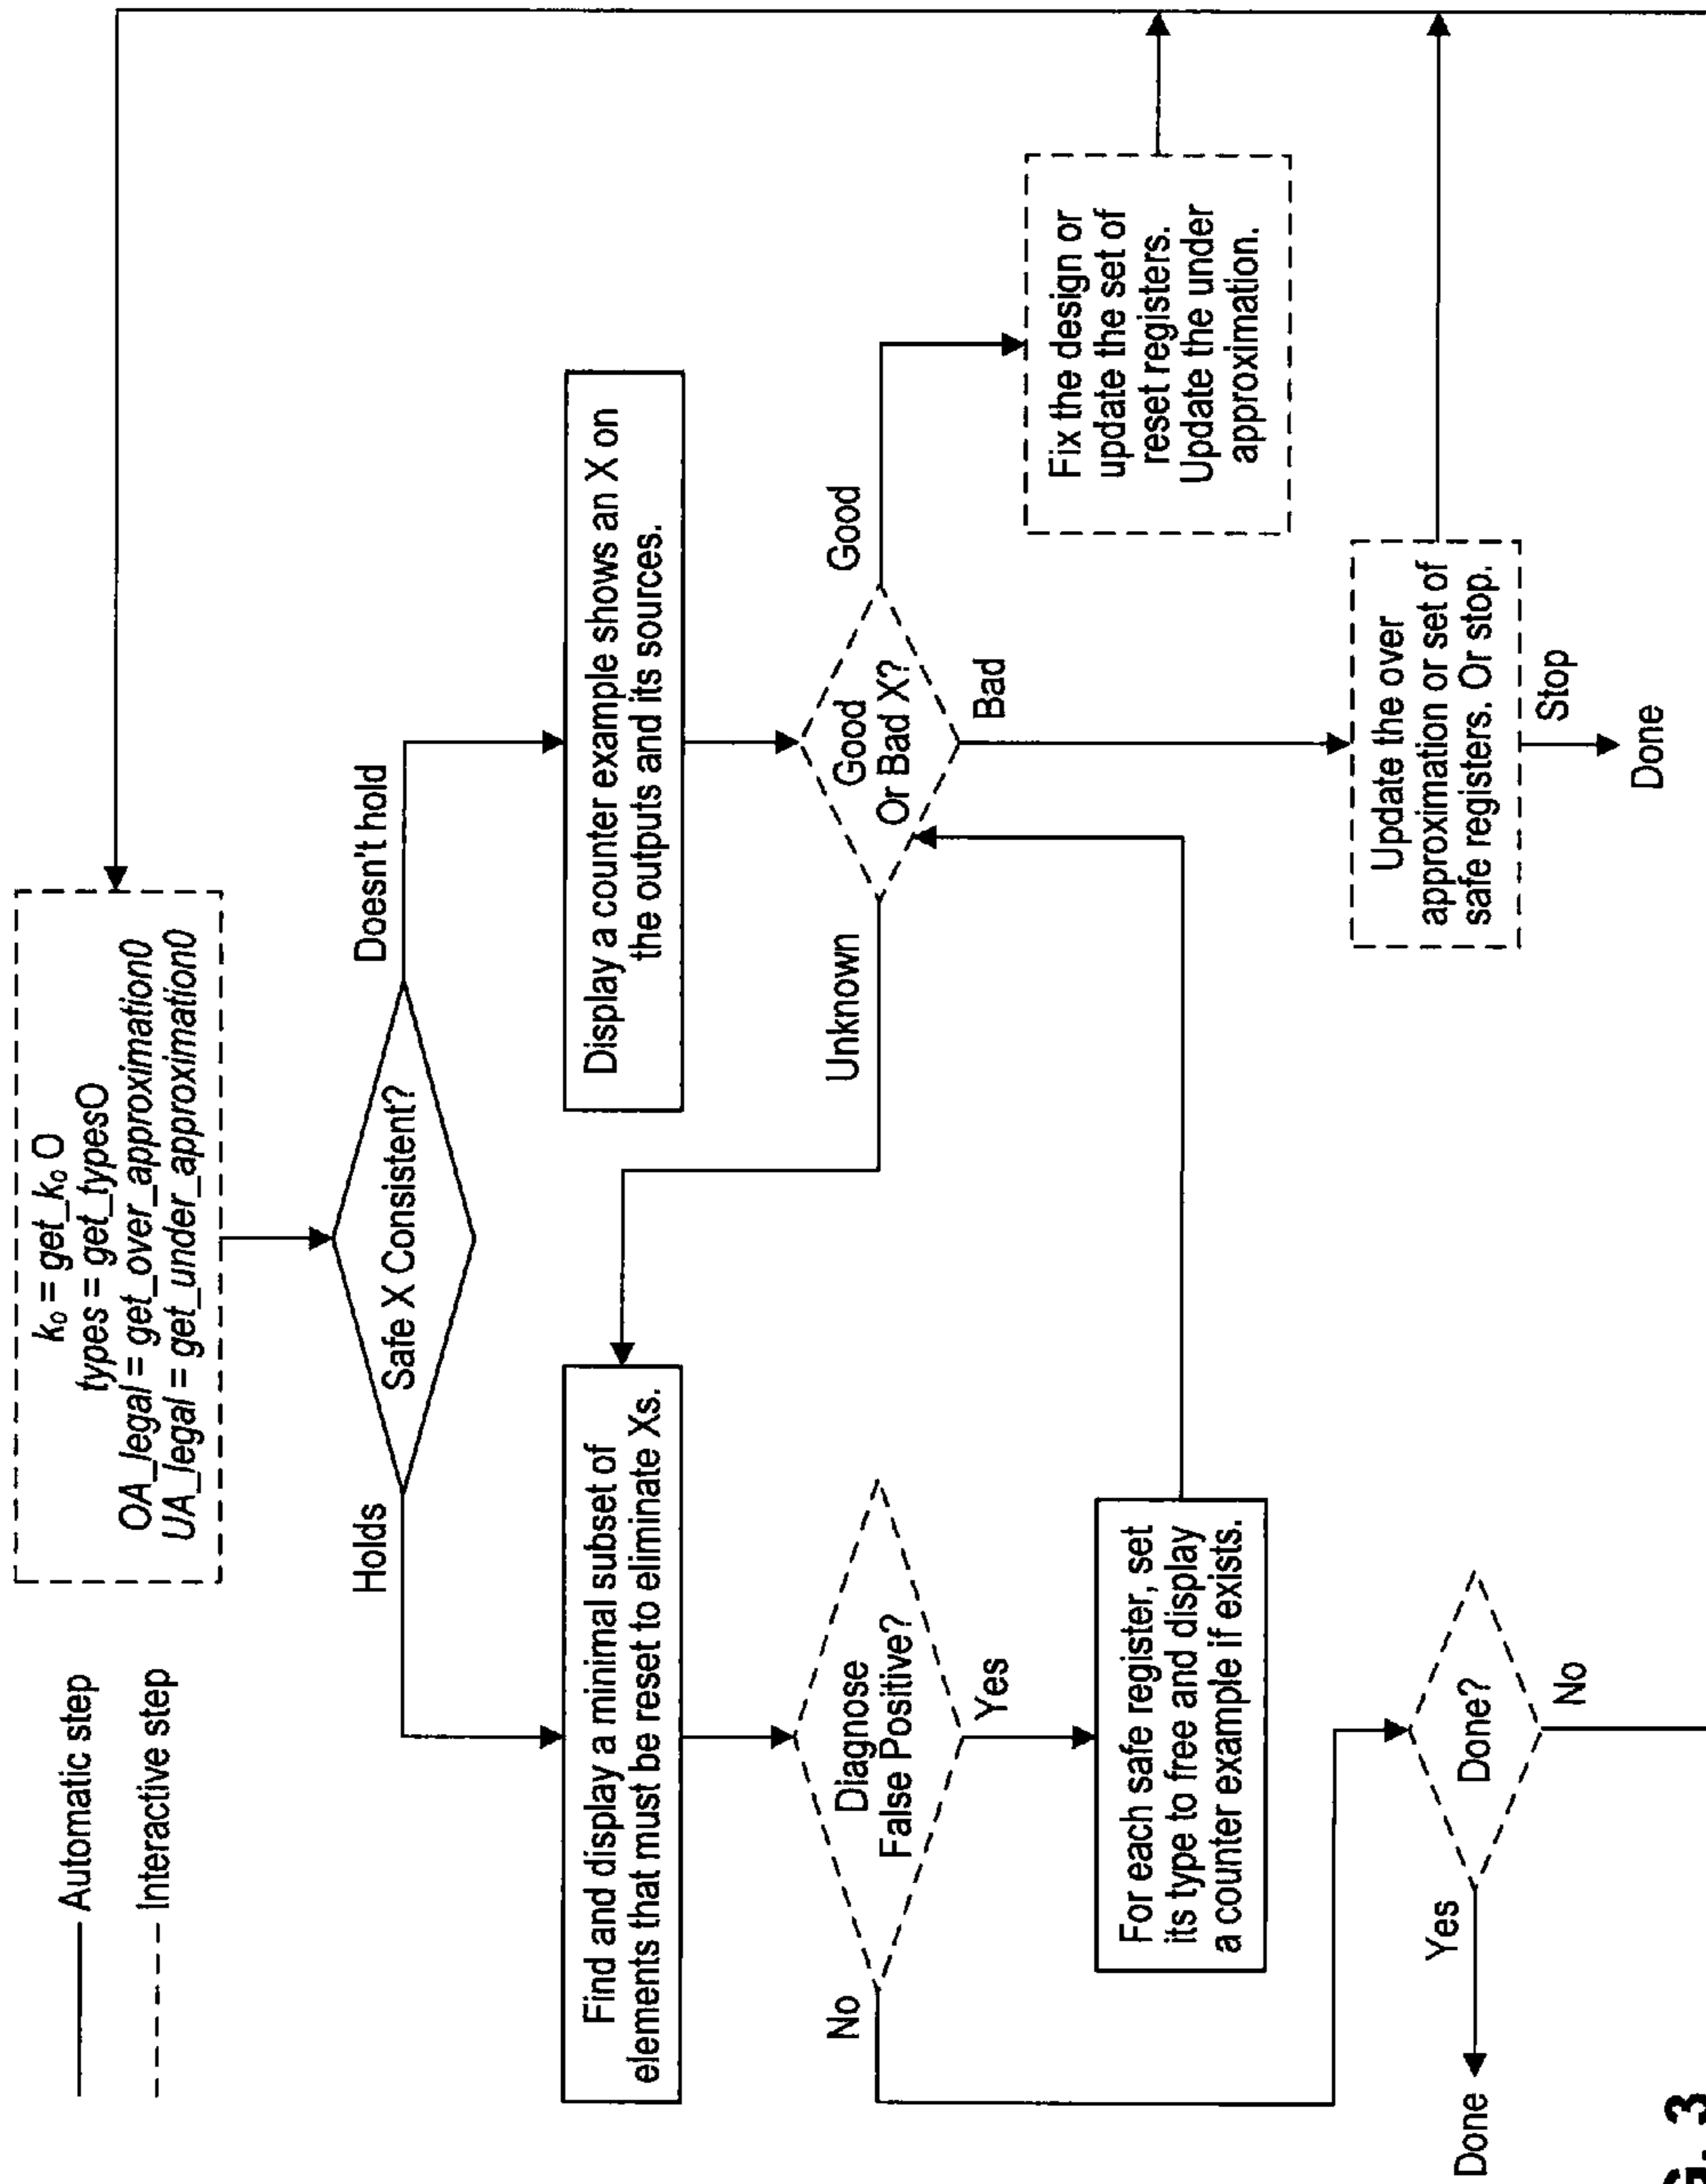 Automatic step
Interactive step
k₀ = get_k₀ O
types = get_typesO
OA_legal = get_over_approximation0
UA_legal = get_under_approximation0
Safe X Consistent?
Holds
Doesn't hold
Find and display a minimal subset of
elements that must be reset to eliminate Xs.
Display a counter example shows an X on
the outputs and its sources.
Diagnose
False Positive?
No
Yes
Unknown
Good
Or Bad X?
Good
Bad
For each safe register, set
its type to free and display
a counter example if exists.
Fix the design or
update the set of
reset registers.
Update the under
approximation.
Update the over
approximation or set of
safe registers. Or stop.
Stop
Done
Done?
Yes
No
Done
3